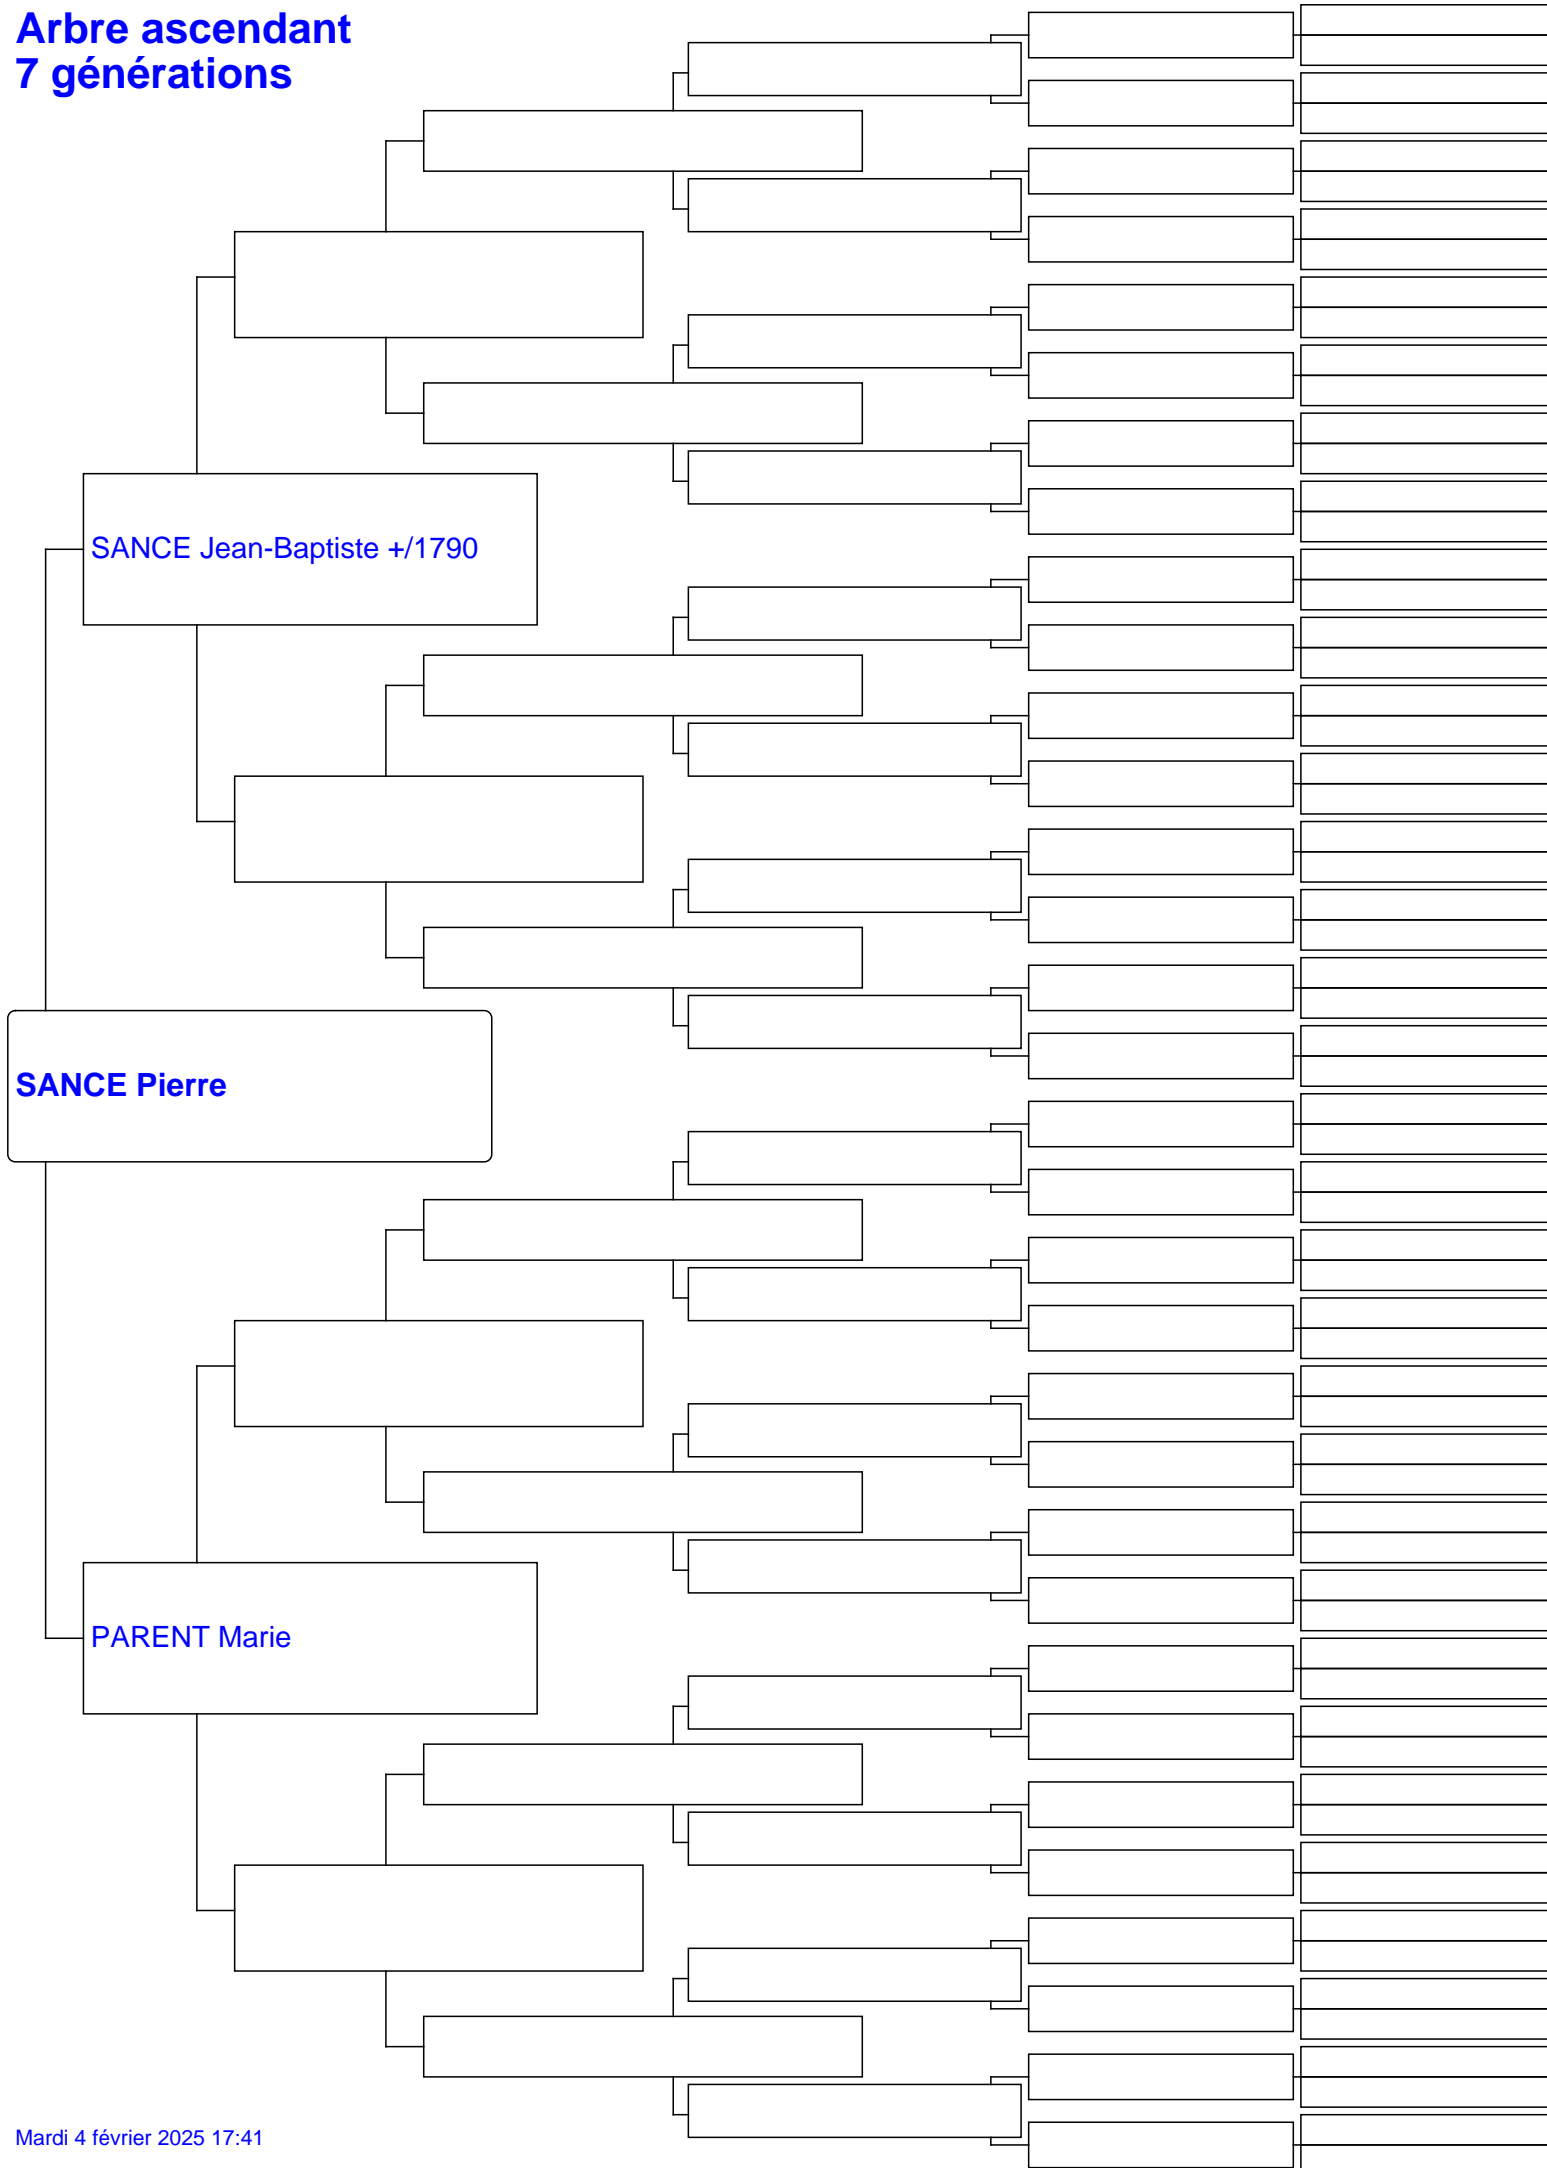 Arbre ascendant
7 générations
SANCE Jean-Baptiste +/1790
SANCE Pierre
PARENT Marie
Mardi 4 février 2025 17:41